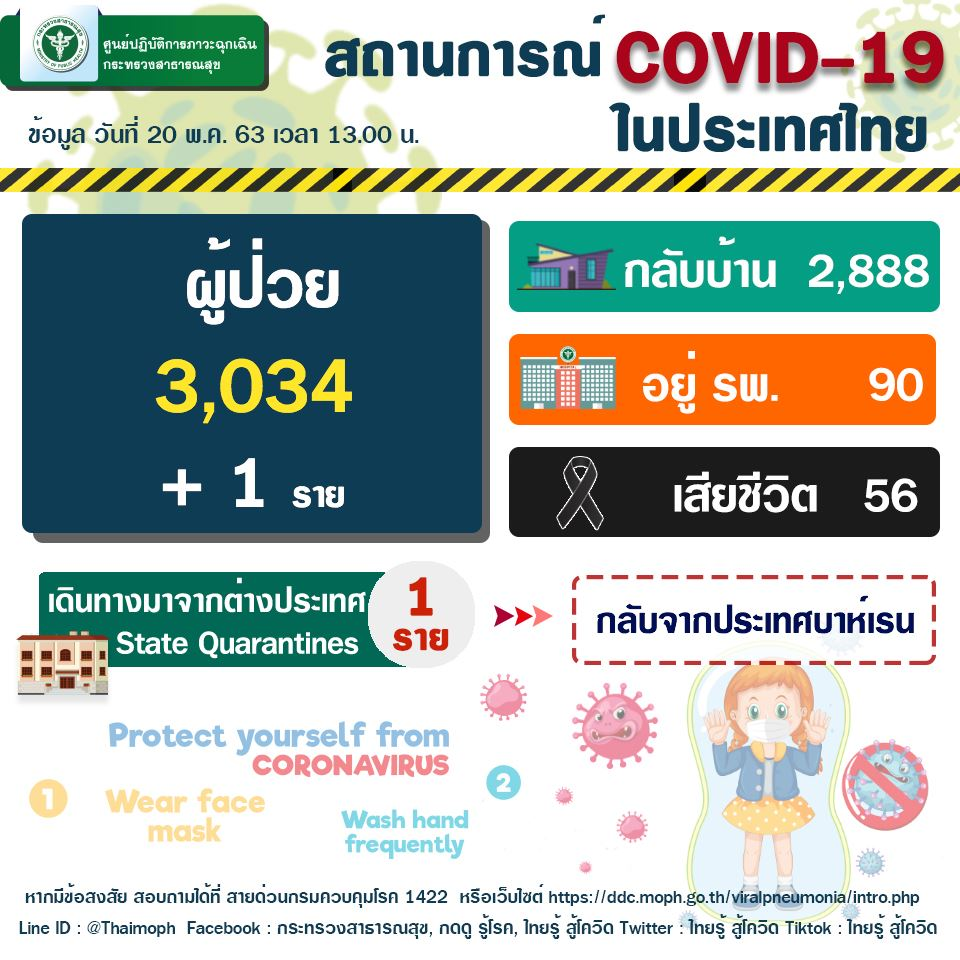 ศูนย์ปฏิบัติการภาวะฉุกเฉิน
กระทรวงสาธารณสุข
สถานการณ์ COVID-19
ในประเทศไทย
ข้อมูล วันที่ 20 พ.ค. 63 เวลา 13.00 น.
ผู้ป่วย
3,034
+ 1 ราย
กลับบ้าน 2,888
อยู่ รพ. 90
เสียชีวิต 56
เดินทางมาจากต่างประเทศ
State Quarantines
1
ราย
กลับจากประเทศบาห์เรน
Protect yourself from
CORONAVIRUS
1
Wear face
mask
2
Wash hand
frequently
หากมีข้อสงสัย สอบถามได้ที่ สายด่วนกรมควบคุมโรค 1422 หรือเว็บไซต์ https://ddc.moph.go.th/viralpneumonia/intro.php
Line ID : @Thaimoph Facebook : กระทรวงสาธารณสุข, กดดู รู้โรค, ไทยรู้ สู้โควิด Twitter : ไทยรู้ สู้โควิด Tiktok : ไทยรู้ สู้โควิด